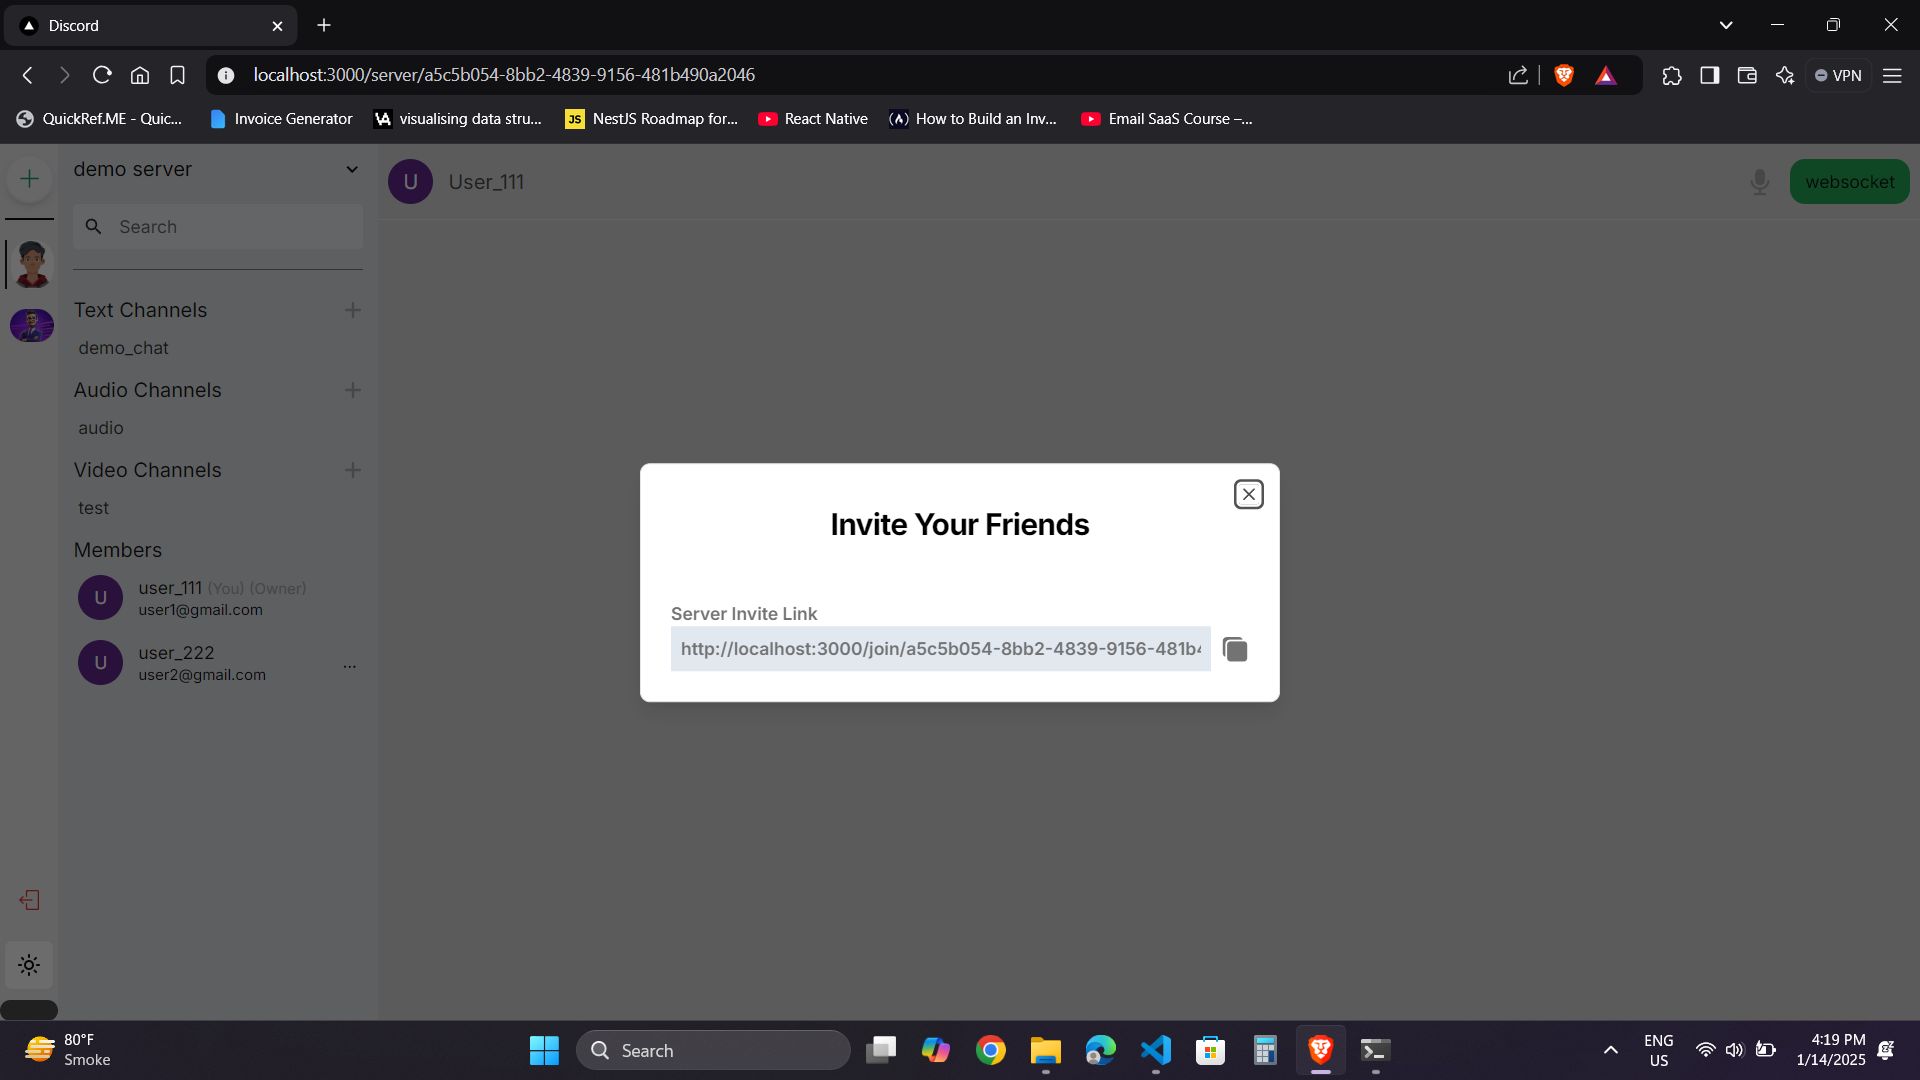 Discord
localhost:3000/server/a5c5b054-8bb2-4839-9156-481b490a2046
VPN
QuickRef.ME - Quic...
Invoice Generator
visualising data stru...
NestJS Roadmap for...
React Native
How to Build an Inv...
Email SaaS Course –...
demo server
U
User_111
websocket
Search
Text Channels
demo_chat
Audio Channels
audio
Video Channels
test
Members
U
user_111 (You) (Owner)
user1@gmail.com
U
user_222
user2@gmail.com
...
Invite Your Friends
Server Invite Link
http://localhost:3000/join/a5c5b054-8bb2-4839-9156-481b4
80°F
Smoke
Search
ENG
US
4:19 PM
1/14/2025